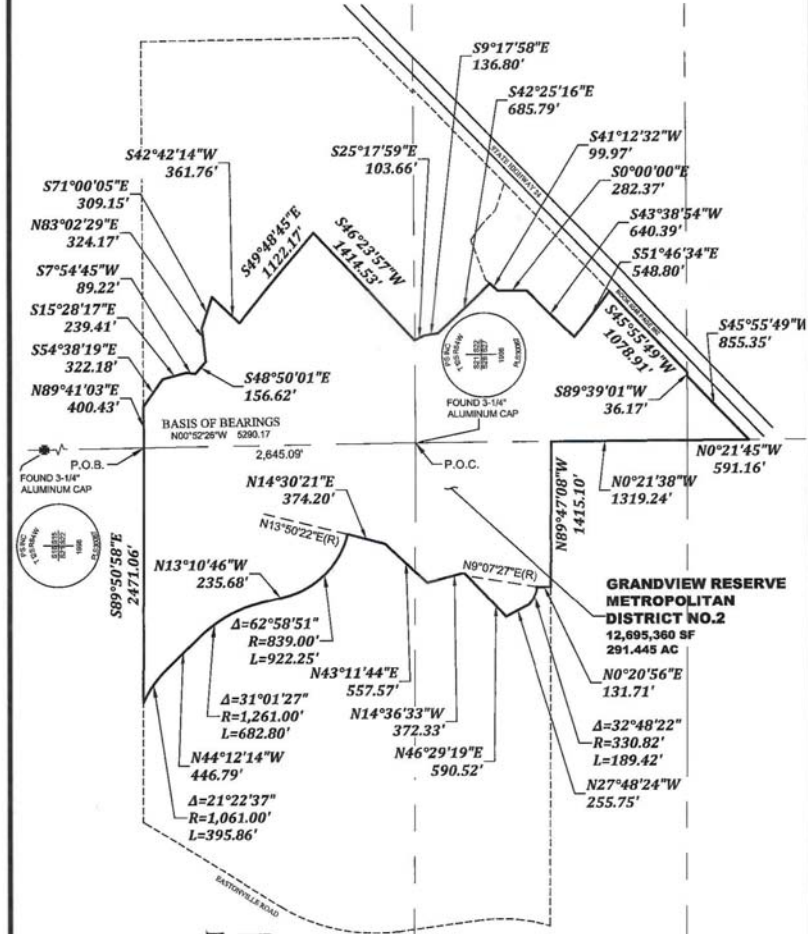 S9°17'58"E
136.80'
S42°25'16"E
685.79'
S41°12'32"W
99.97'
S42°42'14"W
361.76'
S25°17'59"E
103.66'
S0°00'00"E
282.37'
STATE HIGHWAY 24
S71°00'05"E
309.15'
S43°38'54"W
640.39'
N83°02'29"E
324.17'
S49°48'45"E
1122.17'
S46°23'57"W
1414.53'
S51°46'34"E
548.80'
S7°54'45"W
89.22'
S15°28'17"E
239.41'
S45°55'49"W
1078.91'
S45°55'49"W
855.35'
S54°38'19"E
322.18'
S48°50'01"E
156.62'
S89°39'01"W
36.17'
N89°41'03"E
400.43'
FOUND 3-1/4"
ALUMINUM CAP
BASIS OF BEARINGS
N00°52'26"W 5290.17
2,645.09'
P.O.B.
P.O.C.
N0°21'45"W
591.16'
FOUND 3-1/4"
ALUMINUM CAP
N14°30'21"E
374.20'
N0°21'38"W
1319.24'
N89°47'08"W
1415.10'
N13°50'22"E(R)
N9°07'27"E(R)
S89°50'58"E
2471.06'
N13°10'46"W
235.68'
GRANDVIEW RESERVE
METROPOLITAN
DISTRICT NO.2
12,695,360 SF
291.445 AC
Δ=62°58'51"
R=839.00'
L=922.25'
N43°11'44"E
557.57'
N0°20'56"E
131.71'
Δ=31°01'27"
R=1,261.00'
L=682.80'
N14°36'33"W
372.33'
Δ=32°48'22"
R=330.82'
L=189.42'
N44°12'14"W
446.79'
N46°29'19"E
590.52'
N27°48'24"W
255.75'
Δ=21°22'37"
R=1,061.00'
L=395.86'
EASTONVILLE ROAD